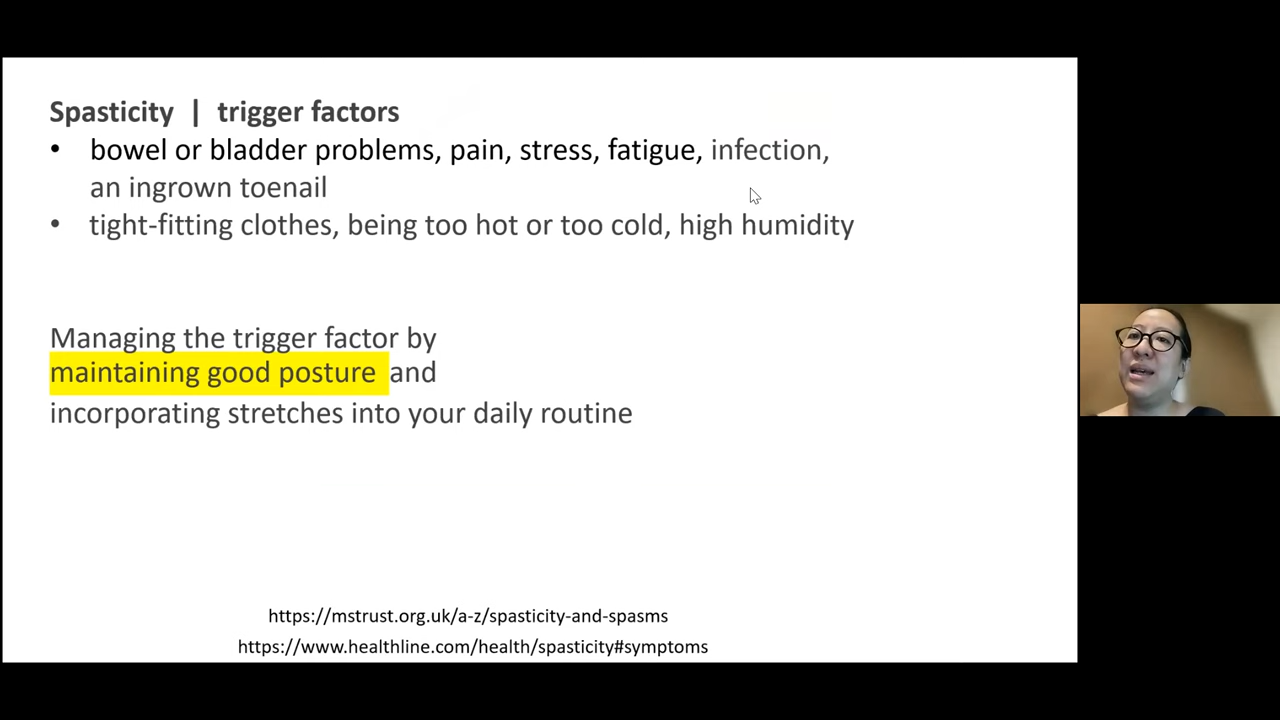 Spasticity | trigger factors
• bowel or bladder problems, pain, stress, fatigue, infection,
an ingrown toenail
• tight-fitting clothes, being too hot or too cold, high humidity
Managing the trigger factor by
maintaining good posture and
incorporating stretches into your daily routine
https://mstrust.org.uk/a-z/spasticity-and-spasms
https://www.healthline.com/health/spasticity#symptoms